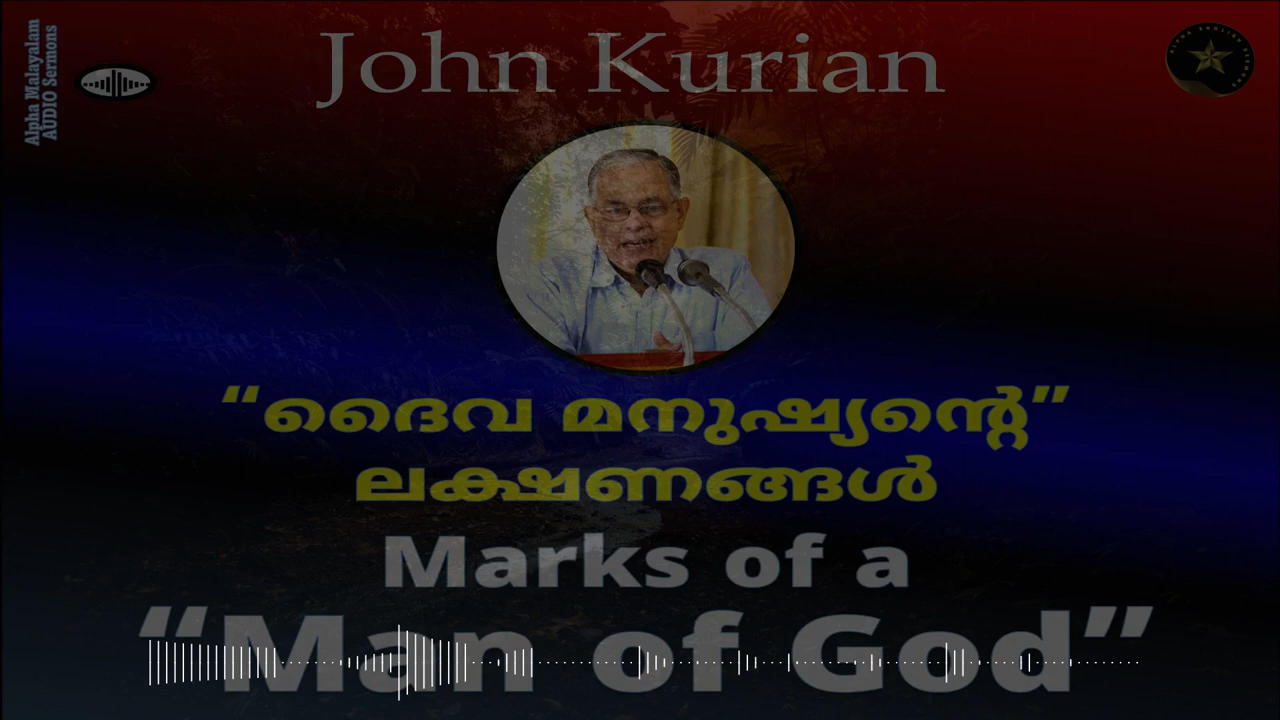 Alpha Malayalam
AUDIO Sermons
John Kurian
“ദൈവ മനുഷ്യന്റെ”
ലക്ഷണങ്ങൾ
Marks of a
“Man of God”